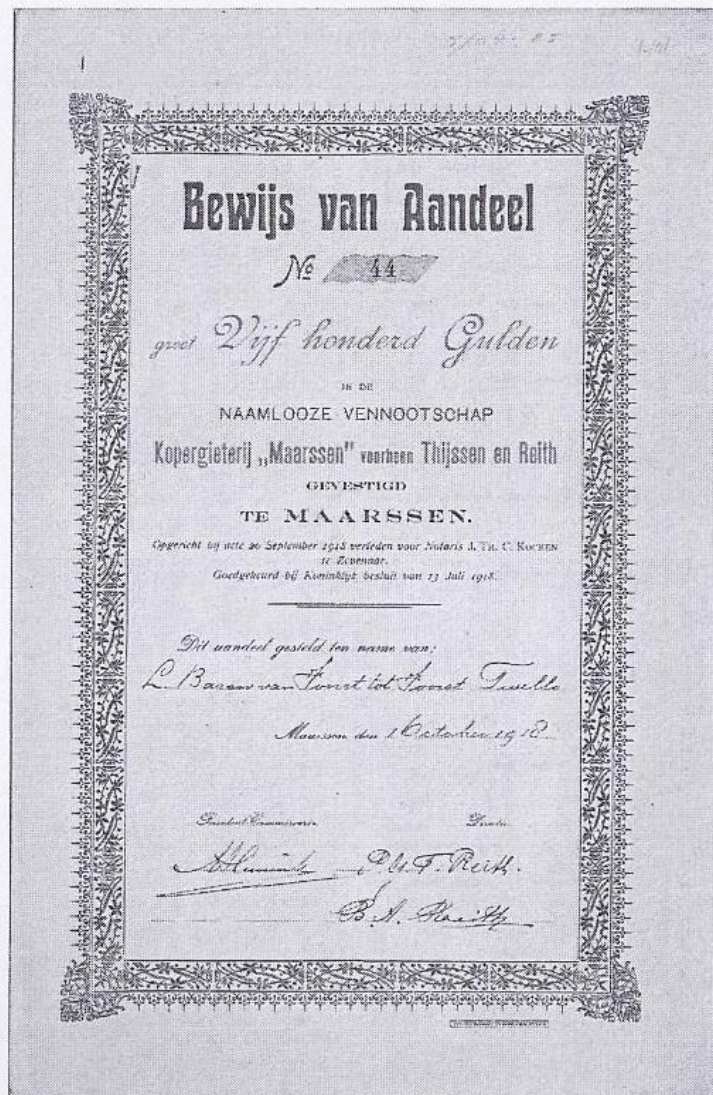 Bewijs van Aandeel
No 44
groot Vijf honderd Gulden
IN DE
NAAMLOOZE VENNOOTSCHAP
Kopergieterij „Maarssen" voorheen Thijssen en Reith
GEVESTIGD
TE MAARSSEN.
Opgericht bij acte 20 September 1918 verleden voor Notaris J. TH. C. KOCKEN
te Zevenaar.
Goedgekeurd bij Koninklijk besluit van 13 Juli 1918.
Dit aandeel gesteld ten name van:
L. Baron van Voorst tot Voorst Twello
Maarssen den 1 October 1918
President Commissaris Directie
P. G. F. Reith.
B. A. Reith